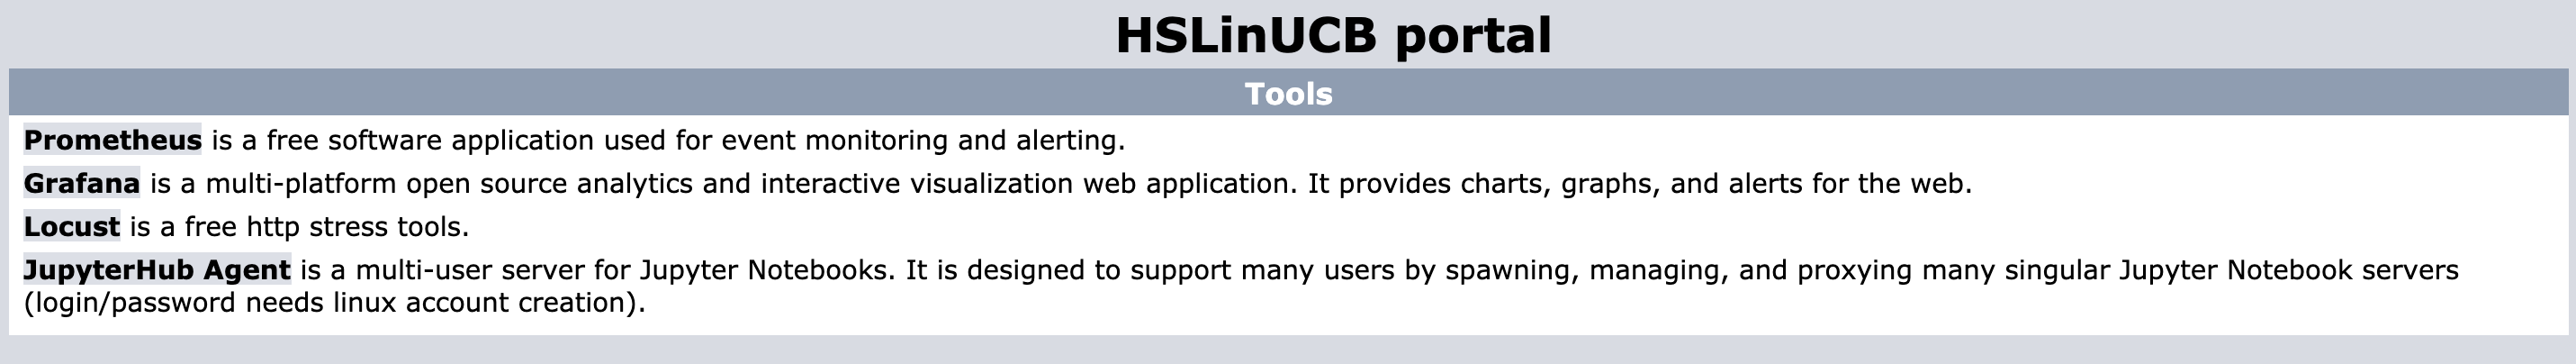 HSLinUCB portal
Tools
Prometheus is a free software application used for event monitoring and alerting.
Grafana is a multi-platform open source analytics and interactive visualization web application. It provides charts, graphs, and alerts for the web.
Locust is a free http stress tools.
JupyterHub Agent is a multi-user server for Jupyter Notebooks. It is designed to support many users by spawning, managing, and proxying many singular Jupyter Notebook servers
(login/password needs linux account creation).